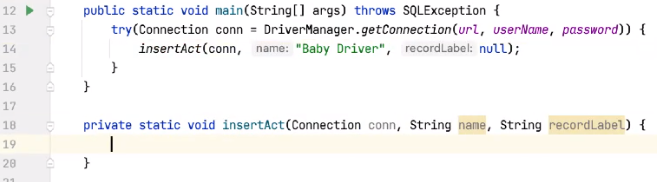 12 public static void main(String[] args) throws SQLException {
13 try(Connection conn = DriverManager.getConnection(url, userName, password)) {
14 insertAct(conn, name: "Baby Driver", recordLabel: null);
15 }
16 }
17
18 private static void insertAct(Connection conn, String name, String recordLabel) {
19
20 }
21